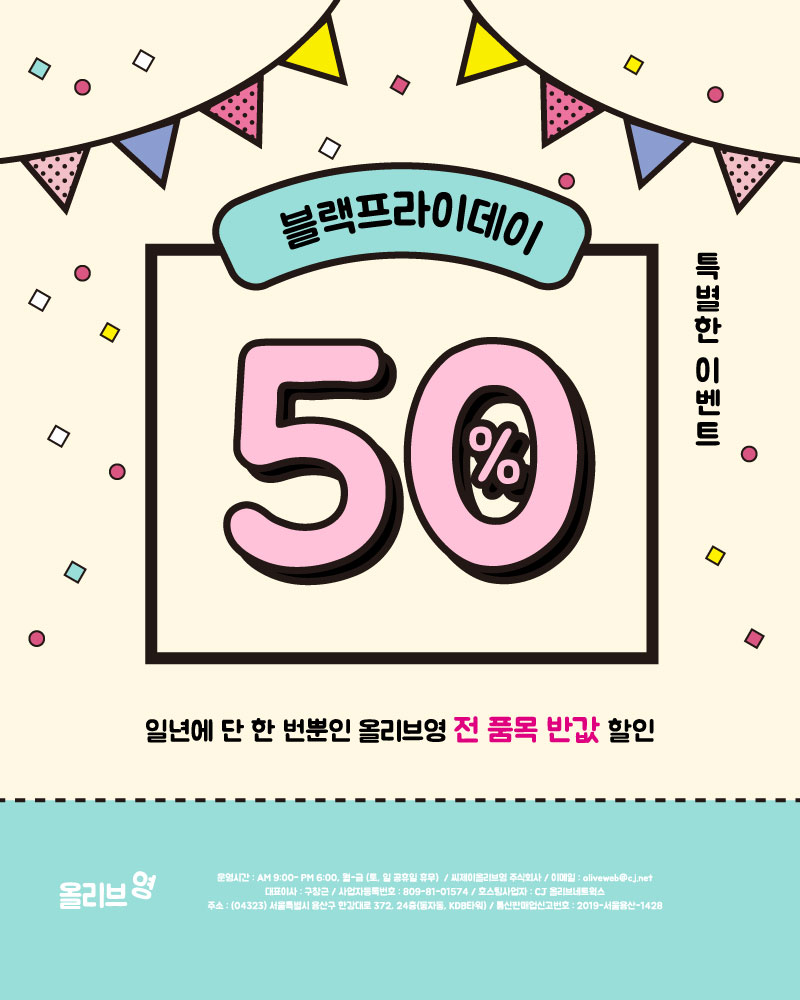 블랙프라이데이
특별한 이벤트
50
%
일년에 단 한 번뿐인 올리브영 전 품목 반값 할인
올리브영
운영시간 : AM 9:00- PM 6:00, 월-금 (토, 일 공휴일 휴무) / 씨제이올리브영 주식회사 / 이메일 : oliveweb@cj.net
대표이사 : 구창근 / 사업자등록번호 : 809-81-01574 / 호스팅사업자 : CJ 올리브네트웍스
주소 : (04323) 서울특별시 용산구 한강대로 372, 24층(동자동, KDB타워) / 통신판매업신고번호 : 2019-서울용산-1428